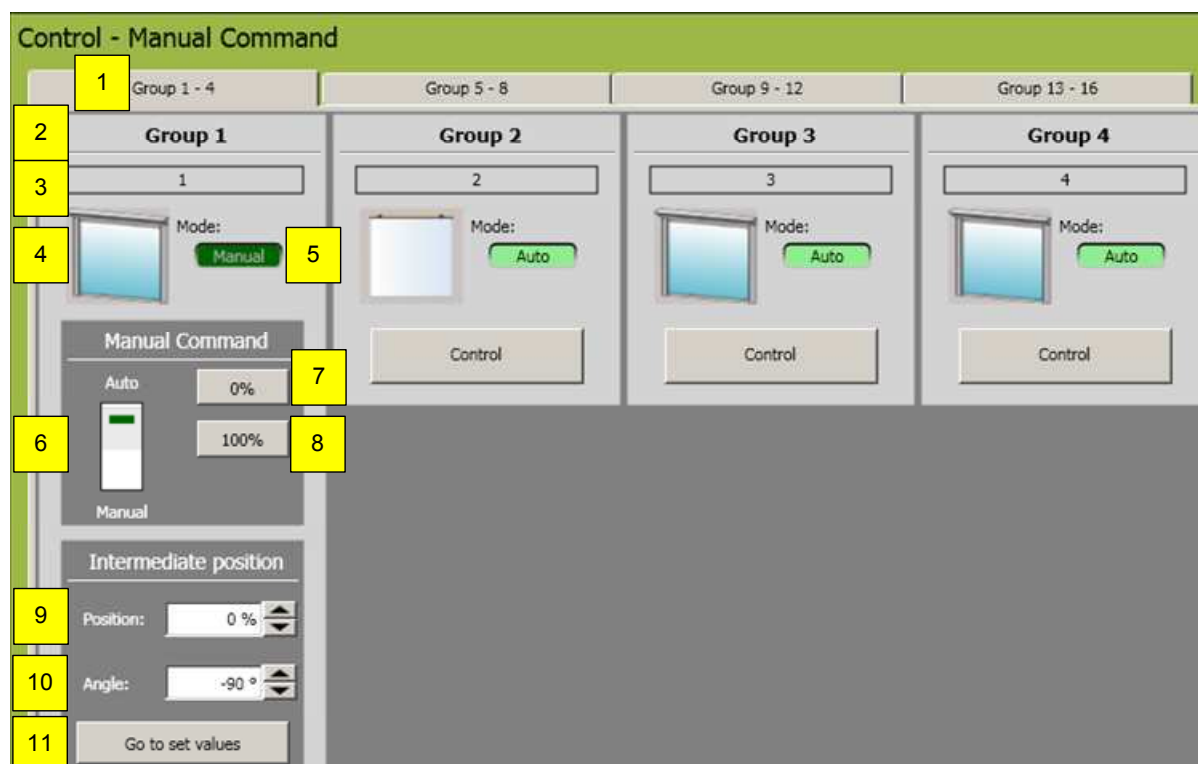 Control - Manual Command
1 Group 1 - 4 Group 5 - 8 Group 9 - 12 Group 13 - 16
2 Group 1 Group 2 Group 3 Group 4
3 1 2 3 4
Mode: Mode: Mode: Mode:
4 Manual 5 Auto Auto Auto
Manual Command
Control Control Control
Auto 0% 7
6 100% 8
Manual
Intermediate position
9 Position: 0 %
10 Angle: -90 °
11 Go to set values